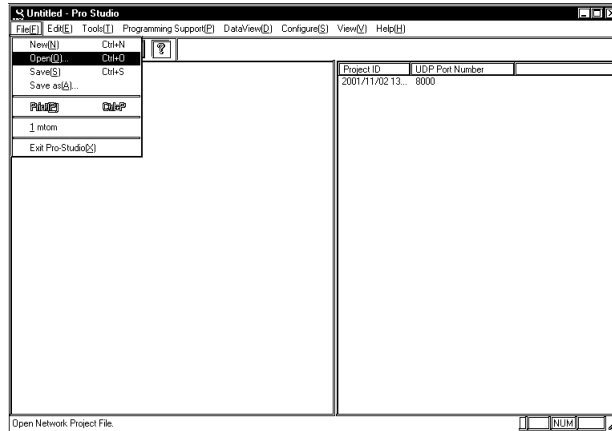 Untitled - Pro Studio
File[F] Edit[E] Tools[T] Programming Support[P] DataView[D] Configure[S] View[V] Help[H]
New[N] Ctrl+N
Open[O]... Ctrl+O
Save[S] Ctrl+S
Save as[A]...
Print[P] Ctrl+P
1 mtom
Exit Pro-Studio[X]
?
Project ID UDP Port Number
2001/11/02 13... 8000
Open Network Project File.
NUM